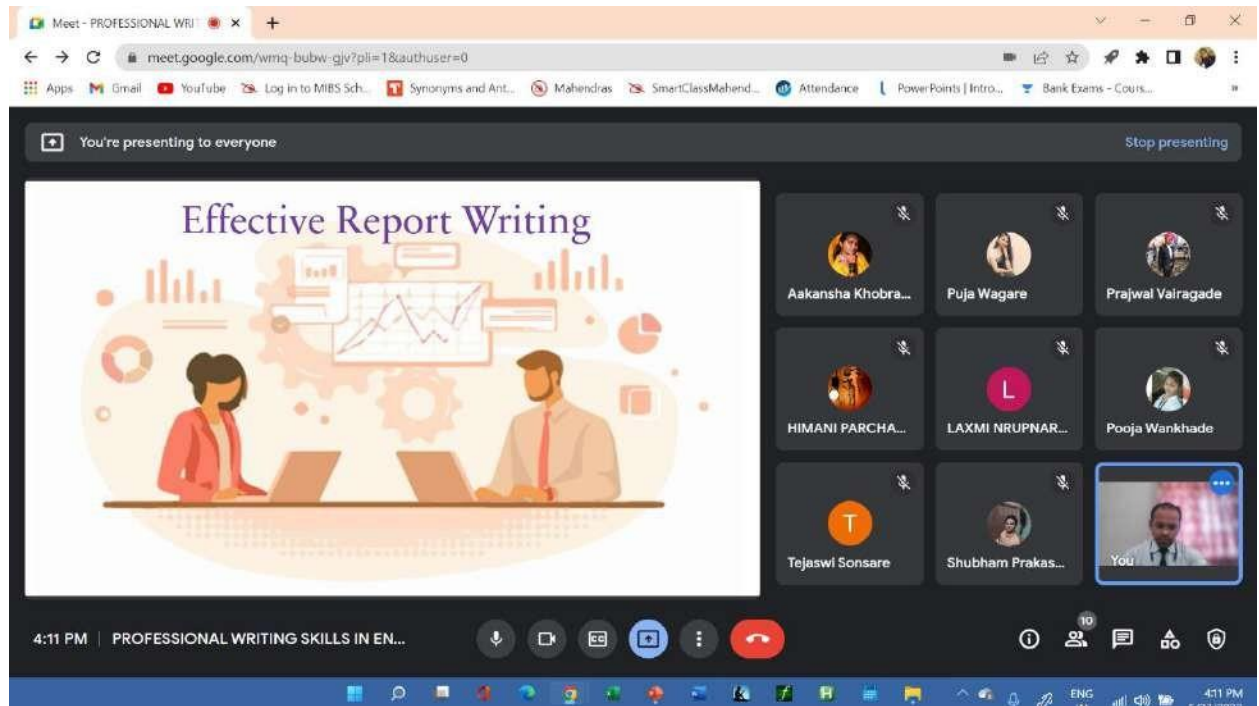 Meet - PROFESSIONAL WRI
meet.google.com/wmq-bubw-gjv?pli=1&authuser=0
Apps Gmail YouTube Log in to MIBS Sch... Synonyms and Ant... Mahendras SmartClassMahend... Attendance PowerPoints | Intro... Bank Exams - Cours...
You're presenting to everyone Stop presenting
Effective Report Writing
Aakansha Khobra... Puja Wagare Prajwal Vairagade
HIMANI PARCHA... L LAXMI NRUPNAR... Pooja Wankhade
T Tejaswi Sonsare Shubham Prakas... You
4:11 PM | PROFESSIONAL WRITING SKILLS IN EN... CC 10
ENG 4:11 PM